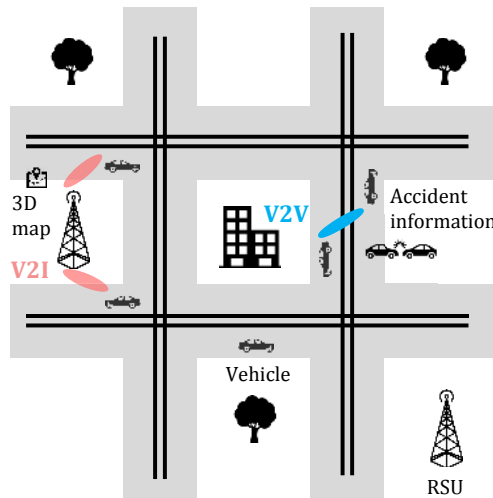 3D
map
V2I
V2V
Accident
information
Vehicle
RSU